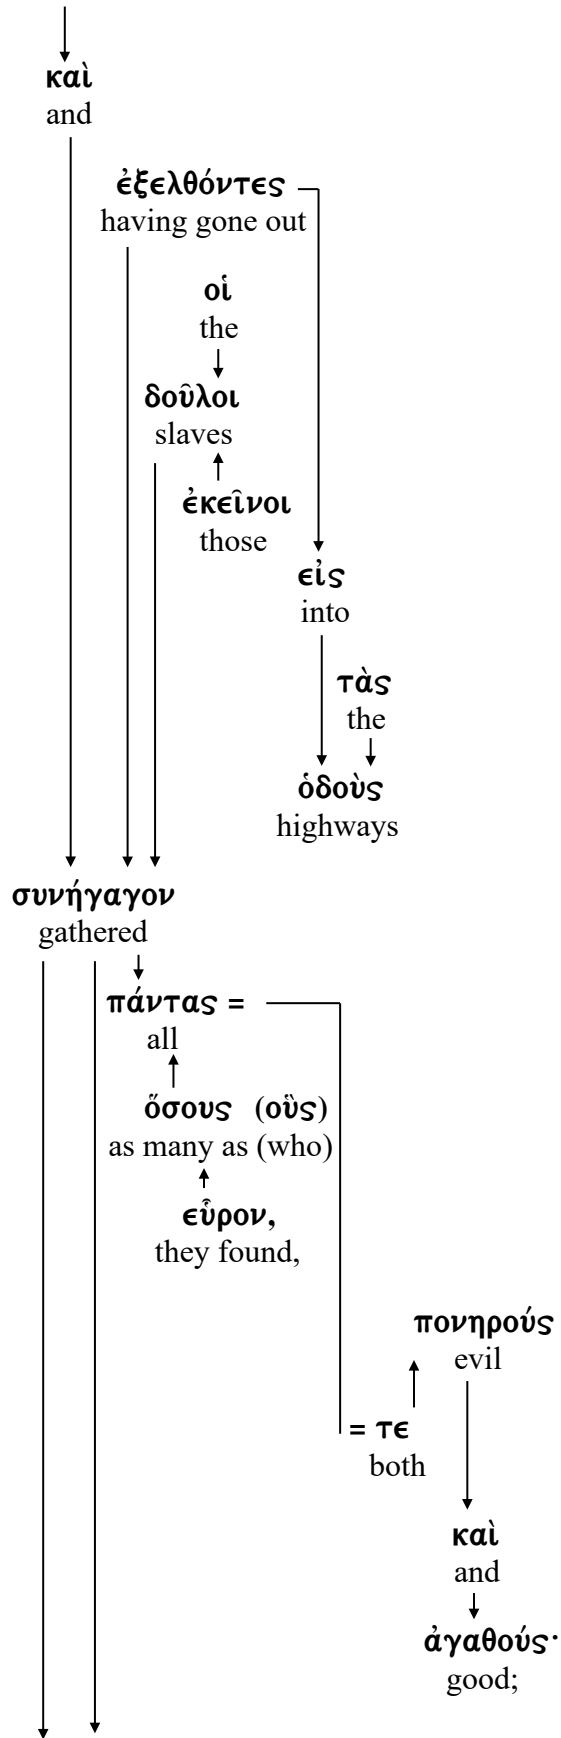 καὶ
and
ἐξελθόντες
having gone out
οἱ
the
δοῦλοι
slaves
ἐκεῖνοι
those
εἰς
into
τὰς
the
ὁδοὺς
highways
συνήγαγον
gathered
πάντας =
all
ὅσους (οὓς)
as many as (who)
εὗρον,
they found,
πονηρούς
evil
= τε
both
καὶ
and
ἀγαθούς·
good;